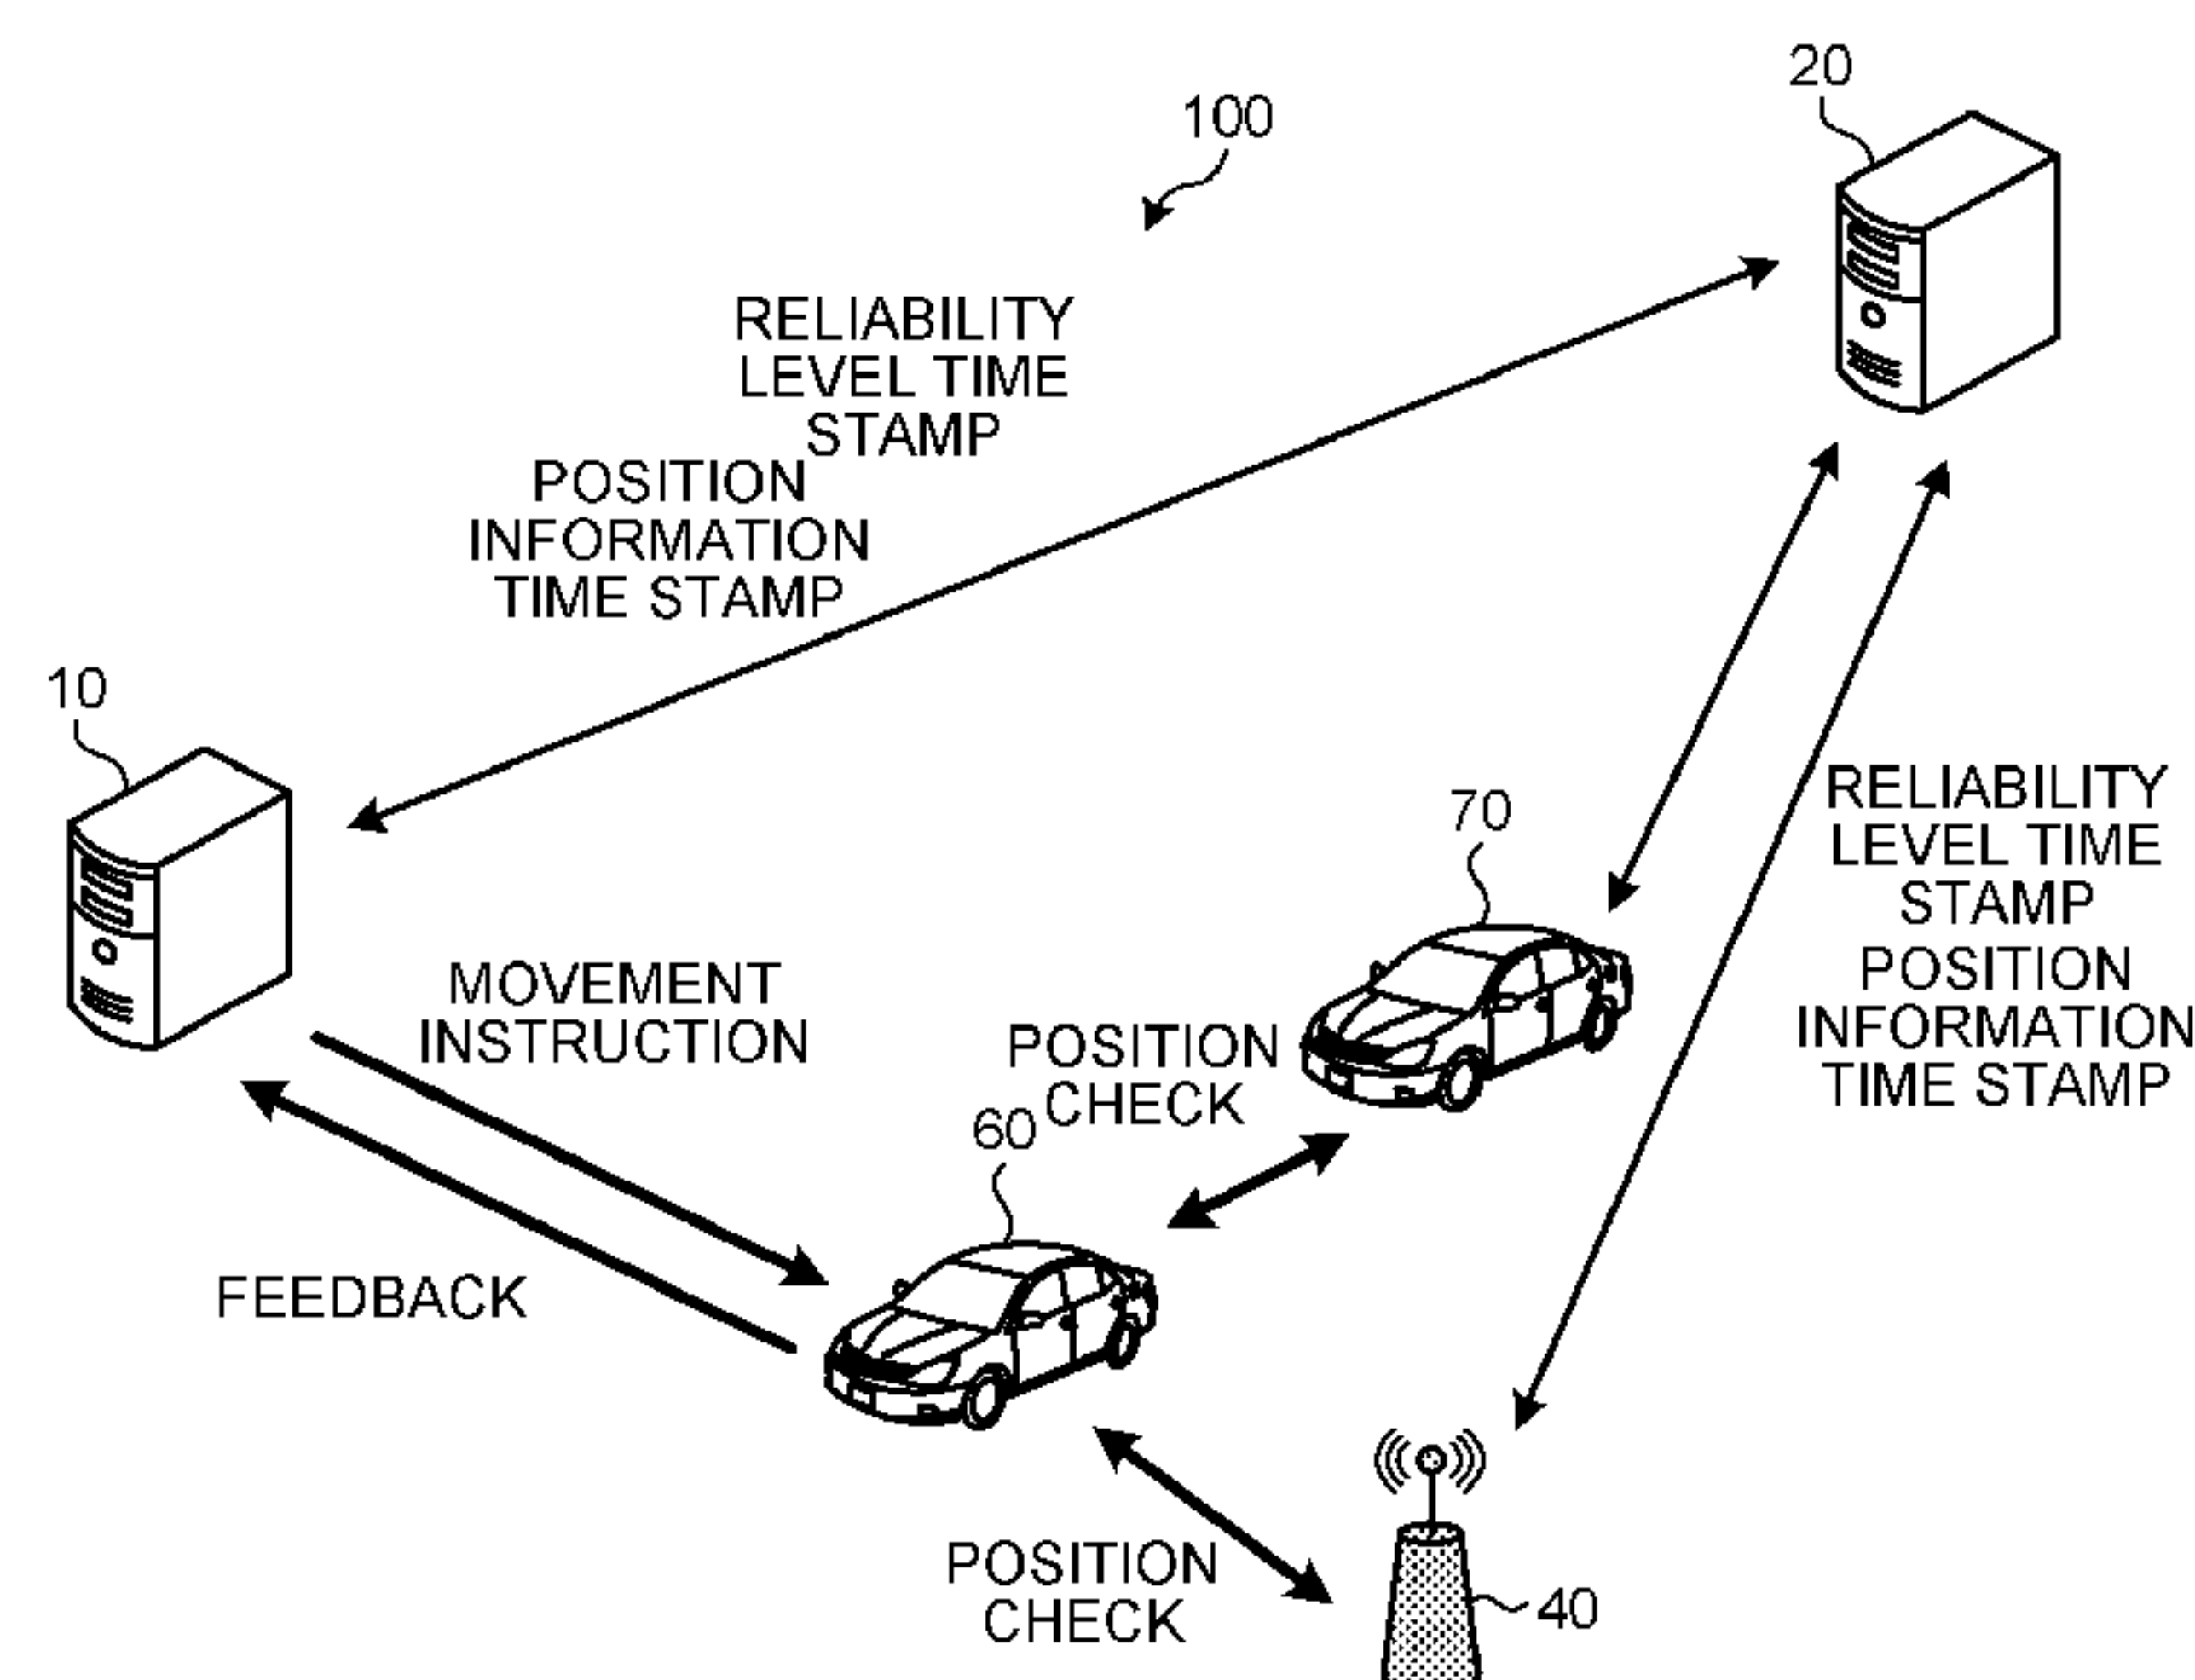 20
100
RELIABILITY
LEVEL TIME
STAMP
POSITION
INFORMATION
TIME STAMP
10
70
RELIABILITY
LEVEL TIME
STAMP
POSITION
INFORMATION
TIME STAMP
MOVEMENT
INSTRUCTION
POSITION
CHECK
60
FEEDBACK
POSITION
CHECK
40